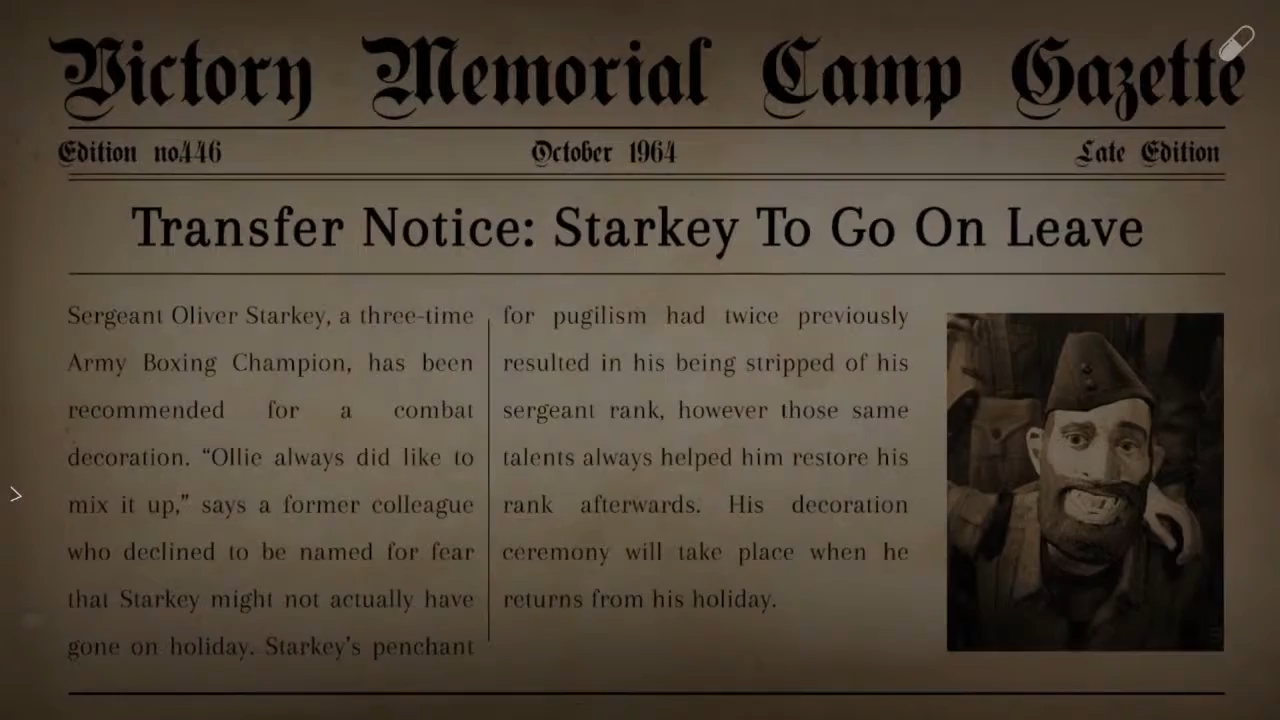 Victory Memorial Camp Gazette
Edition no.446 October 1964 Late Edition
Transfer Notice: Starkey To Go On Leave
Sergeant Oliver Starkey, a three-time
Army Boxing Champion, has been
recommended for a combat
decoration. “Ollie always did like to
mix it up,” says a former colleague
who declined to be named for fear
that Starkey might not actually have
gone on holiday. Starkey’s penchant
for pugilism had twice previously
resulted in his being stripped of his
sergeant rank, however those same
talents always helped him restore his
rank afterwards. His decoration
ceremony will take place when he
returns from his holiday.